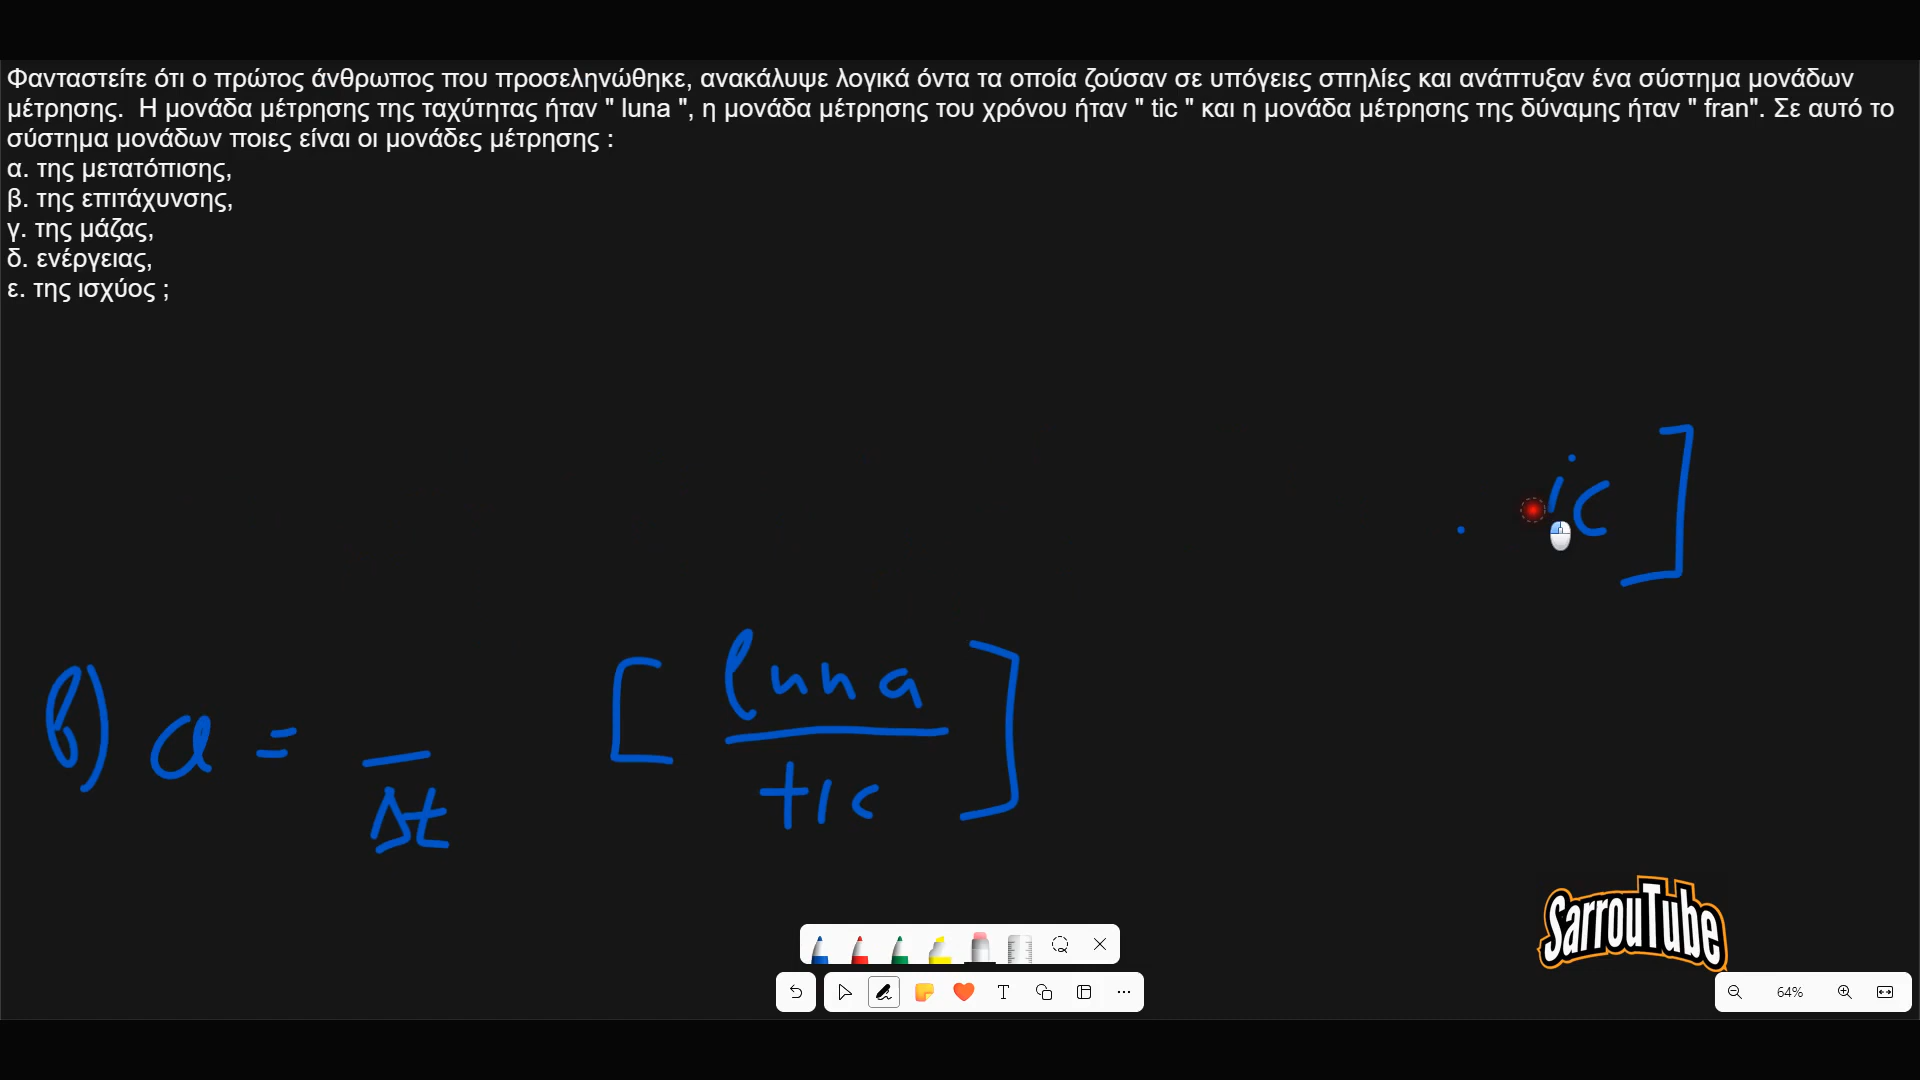 Φανταστείτε ότι ο πρώτος άνθρωπος που προσεληνώθηκε, ανακάλυψε λογικά όντα τα οποία ζούσαν σε υπόγειες σπηλίες και ανάπτυξαν ένα σύστημα μονάδων
μέτρησης.  Η μονάδα μέτρησης της ταχύτητας ήταν " luna ", η μονάδα μέτρησης του χρόνου ήταν " tic " και η μονάδα μέτρησης της δύναμης ήταν " fran". Σε αυτό το
σύστημα μονάδων ποιες είναι οι μονάδες μέτρησης :
α. της μετατόπισης,
β. της επιτάχυνσης,
γ. της μάζας,
δ. ενέργειας,
ε. της ισχύος ;
. ic ]
β) a = — Δt [ luna / tic ]
SarrouTube
64%